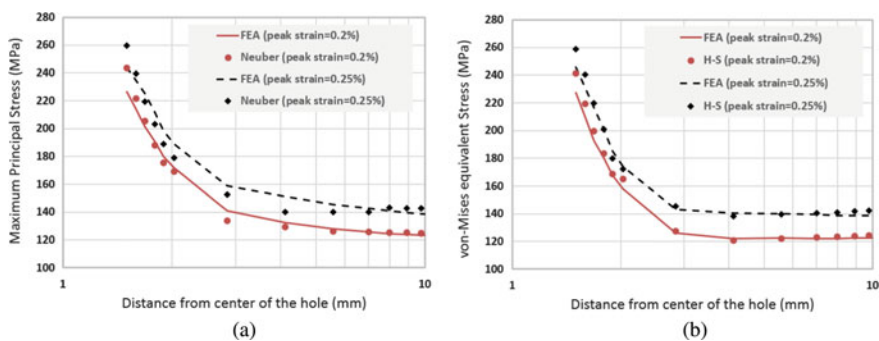 280
260
240
220
200
180
160
140
120
100
Maximum Principal Stress (MPa)
FEA (peak strain=0.2%)
Neuber (peak strain=0.2%)
FEA (peak strain=0.25%)
Neuber (peak strain=0.25%)
1
10
Distance from center of the hole (mm)
(a)
280
260
240
220
200
180
160
140
120
100
von-Mises equivalent Stress (MPa)
FEA (peak strain=0.2%)
H-S (peak strain=0.2%)
FEA (peak strain=0.25%)
H-S (peak strain=0.25%)
1
10
Distance from center of the hole (mm)
(b)